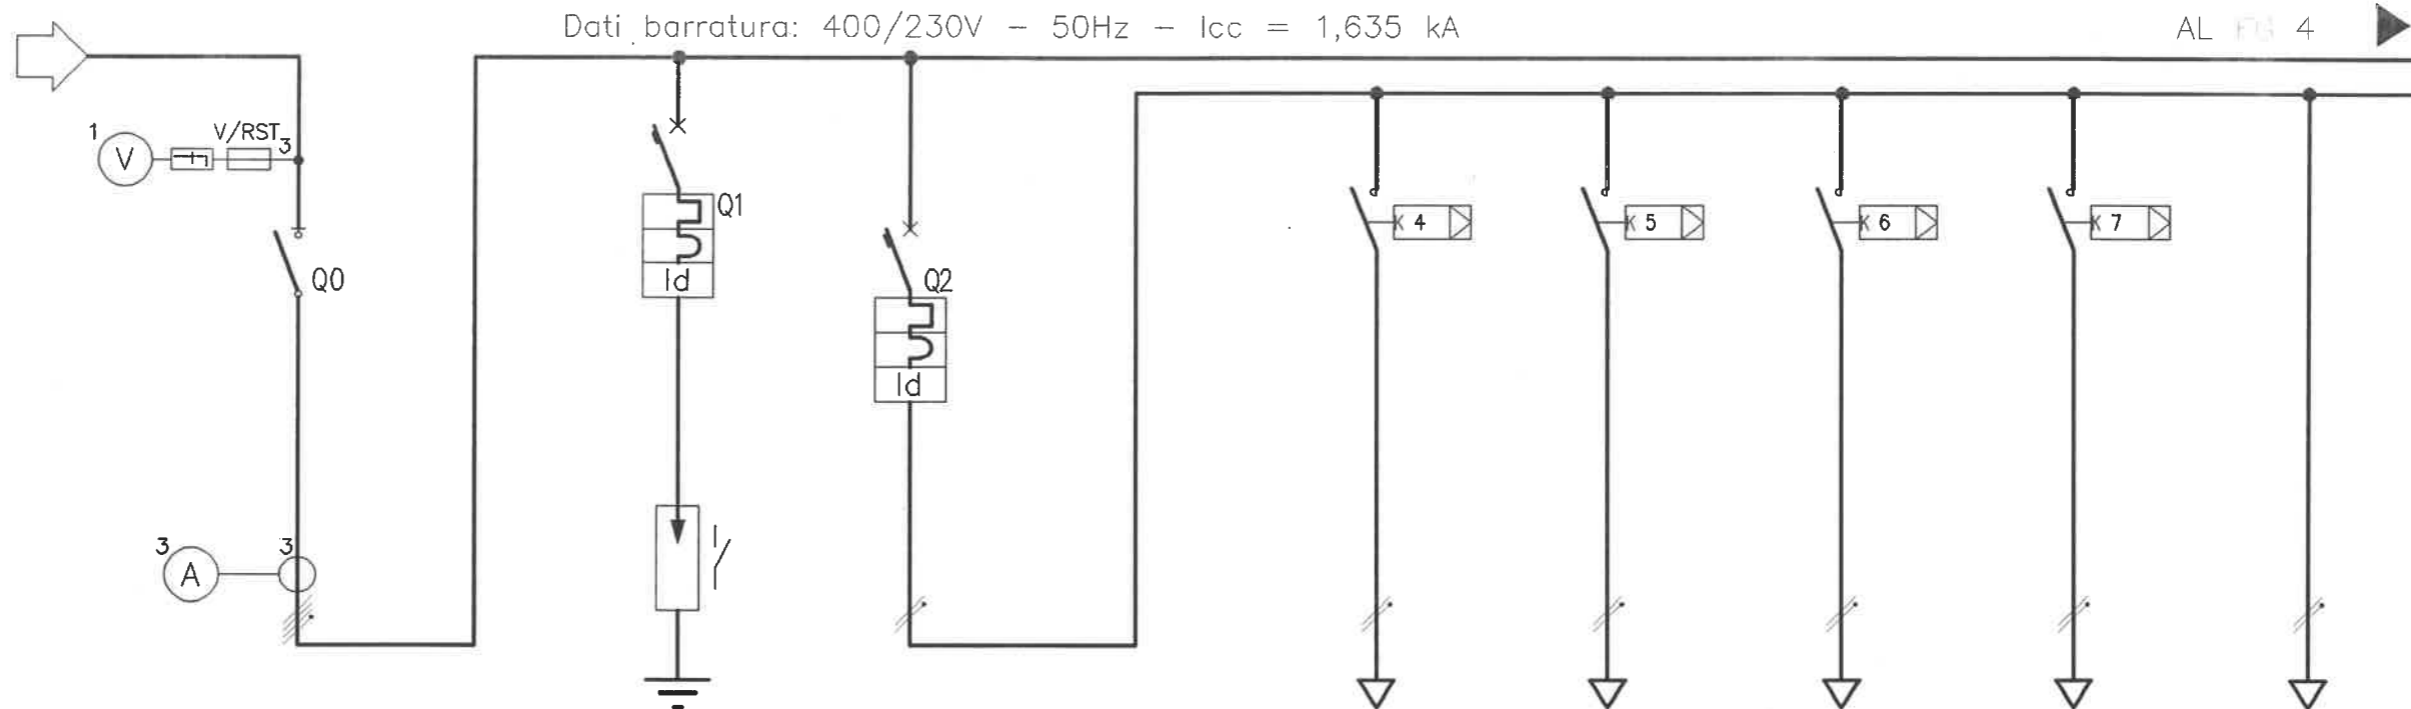 Dati barratura: 400/230V - 50Hz - Icc = 1,635 kA
AL FG 4
1
V/RST
3
V
Q0
3
3
A
Q1
Id
Q2
Id
K 4
K 5
K 6
K 7